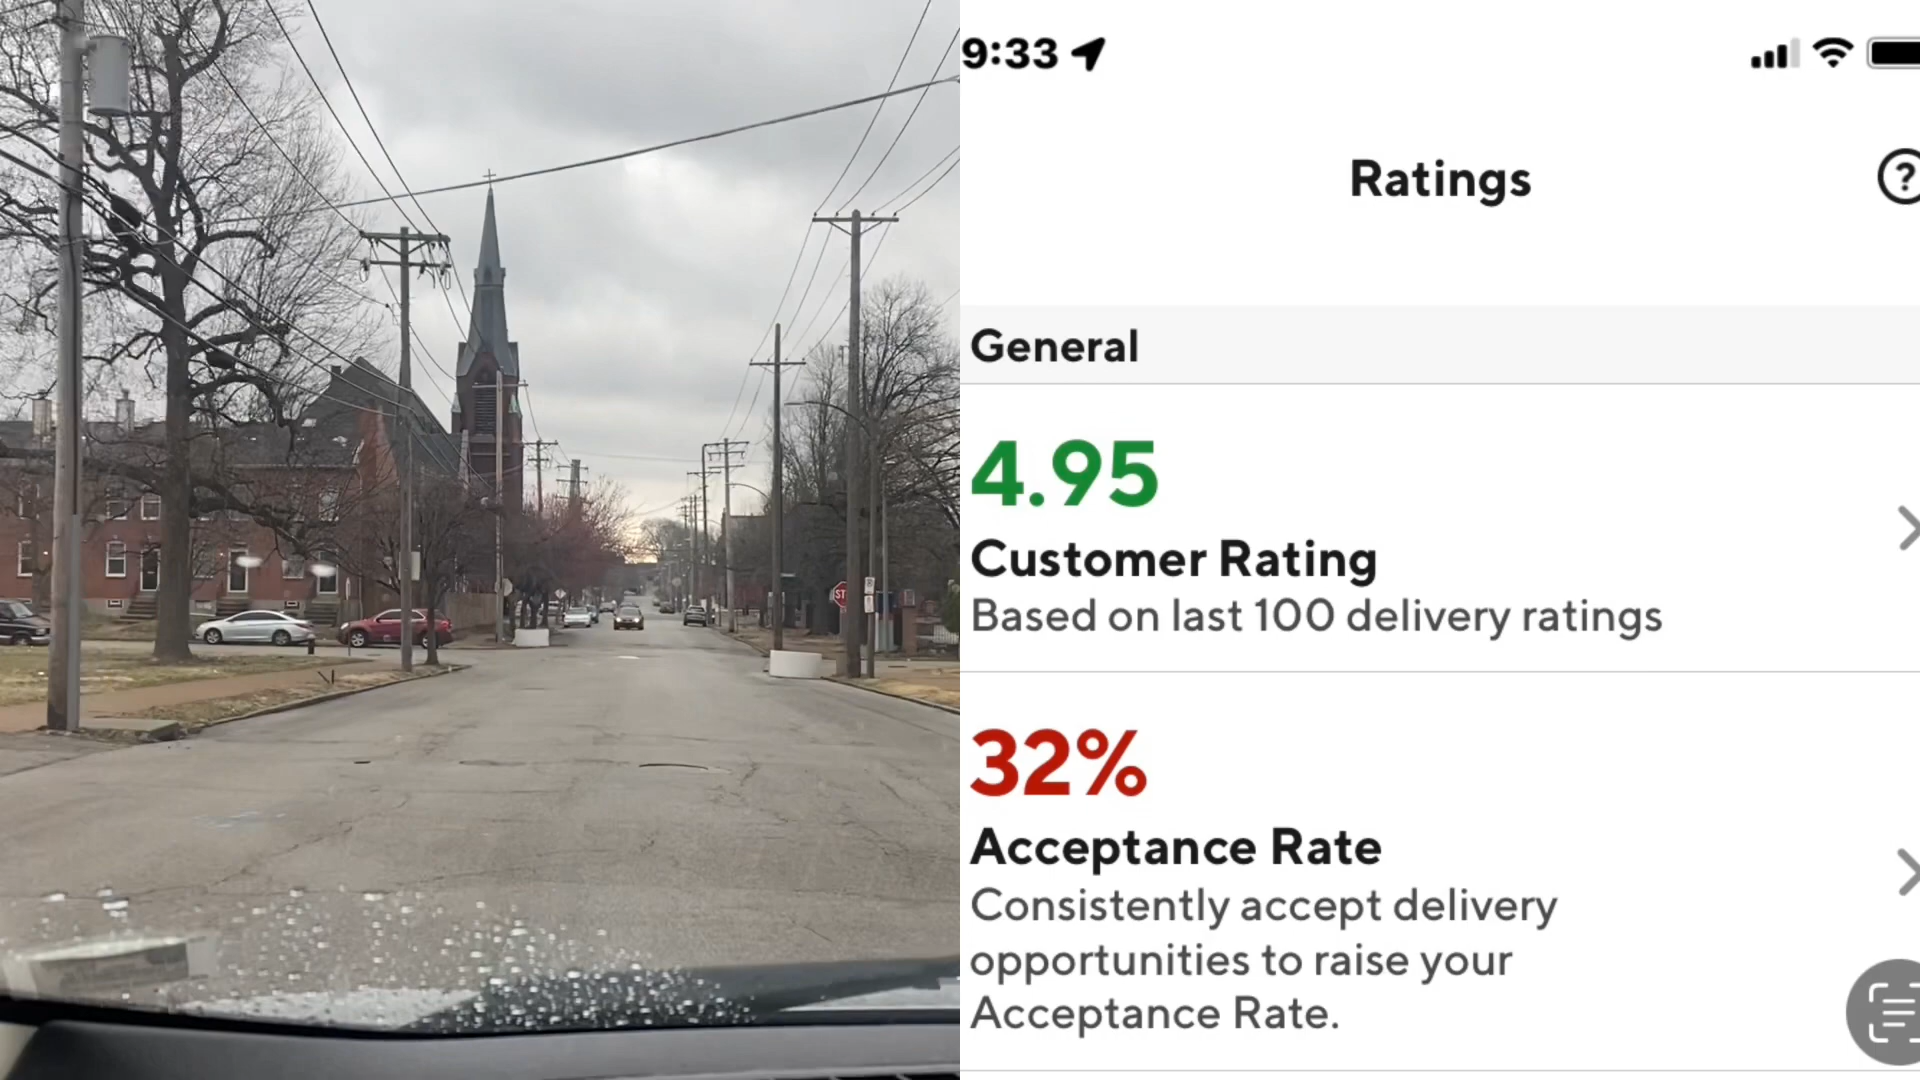 ST
9:33
Ratings
?
General
4.95
Customer Rating
Based on last 100 delivery ratings
32%
Acceptance Rate
Consistently accept delivery
opportunities to raise your
Acceptance Rate.